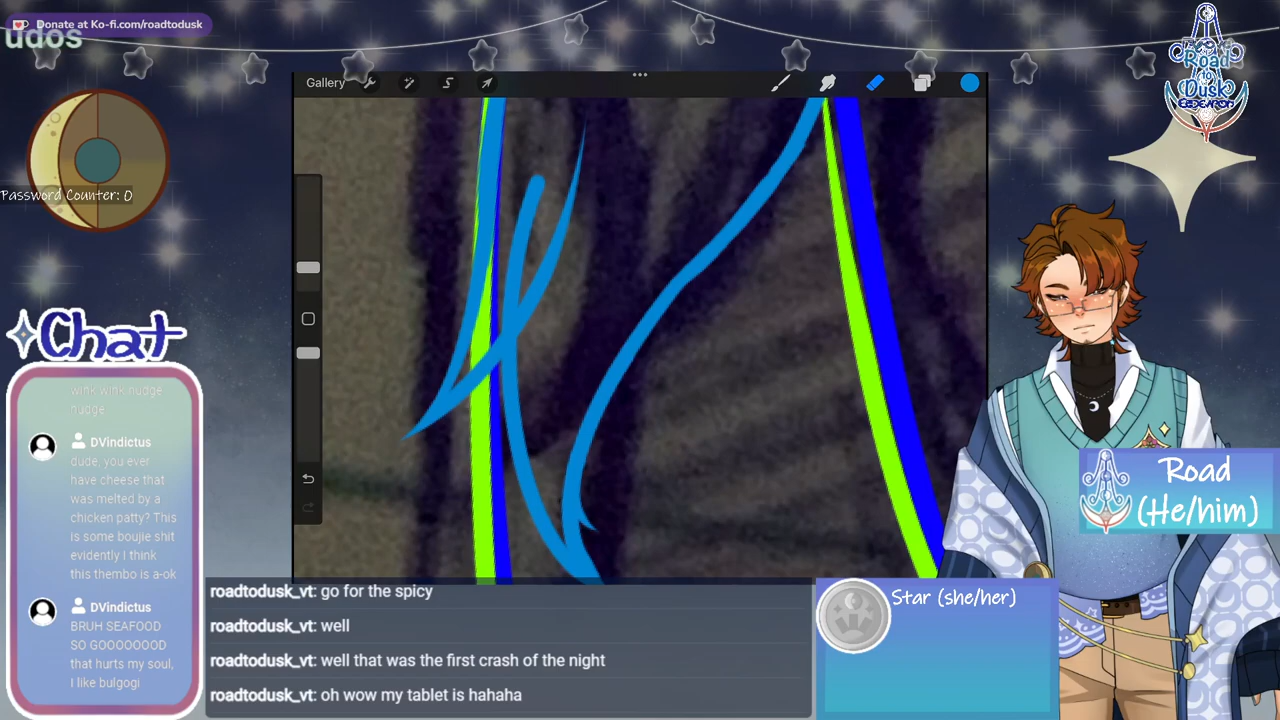 Donate at Ko-fi.com/roadtodusk
udos
Road
to
Dusk
Gallery
Password Counter: 0
Chat
wink wink nudge
nudge
DVindictus
dude, you ever
have cheese that
was melted by a
chicken patty? This
is some boujie shit
evidently I think
this thembo is a-ok
DVindictus
BRUH SEAFOOD
SO GOOOOOOOD
that hurts my soul,
I like bulgogi
roadtodusk_vt: go for the spicy
roadtodusk_vt: well
roadtodusk_vt: well that was the first crash of the night
roadtodusk_vt: oh wow my tablet is hahaha
Star (she/her)
Road
(He/him)